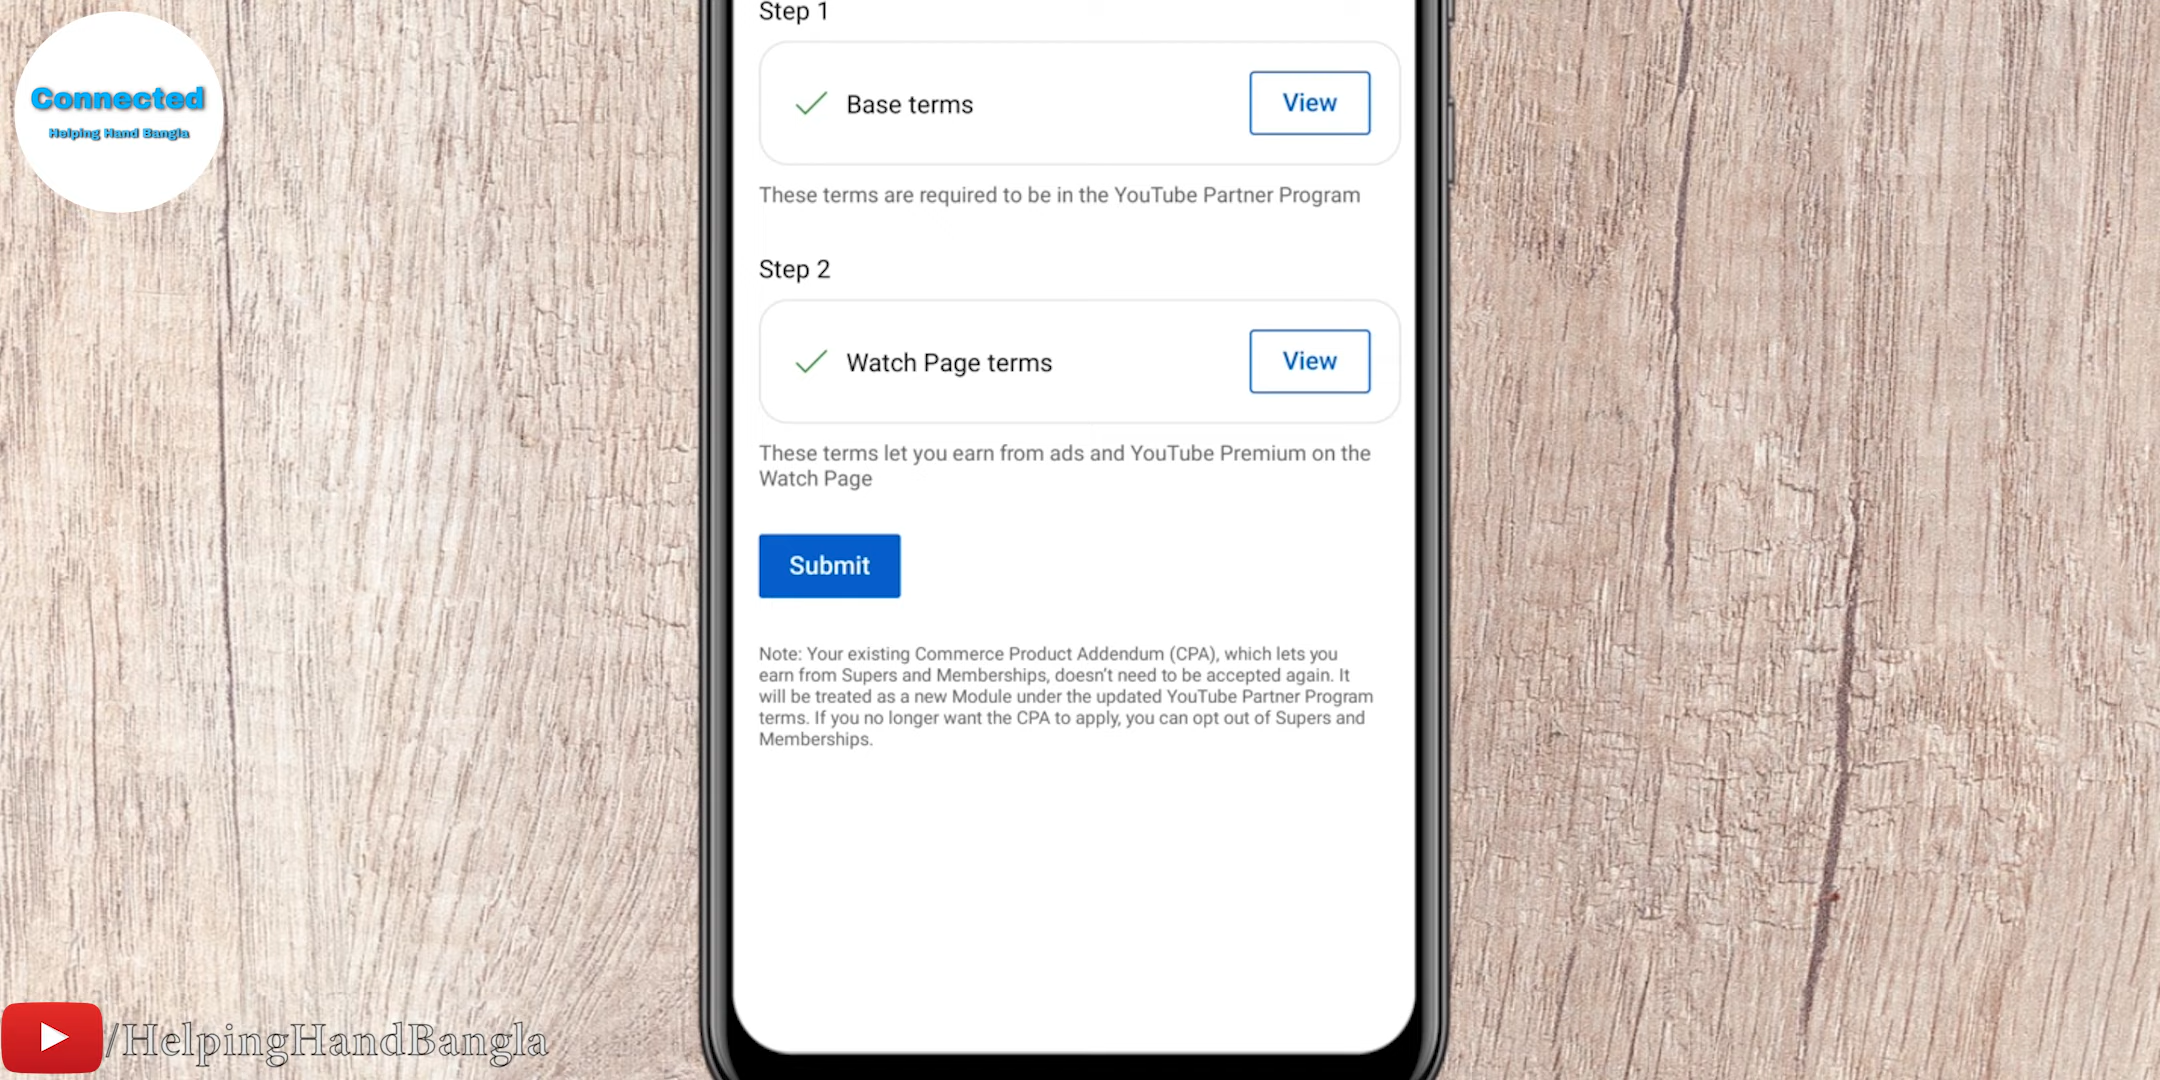 Connected
Helping Hand Bangla
Step 1
Base terms
View
These terms are required to be in the YouTube Partner Program
Step 2
Watch Page terms
View
These terms let you earn from ads and YouTube Premium on the
Watch Page
Submit
Note: Your existing Commerce Product Addendum (CPA), which lets you
earn from Supers and Memberships, doesn't need to be accepted again. It
will be treated as a new Module under the updated YouTube Partner Program
terms. If you no longer want the CPA to apply, you can opt out of Supers and
Memberships.
/HelpingHandBangla